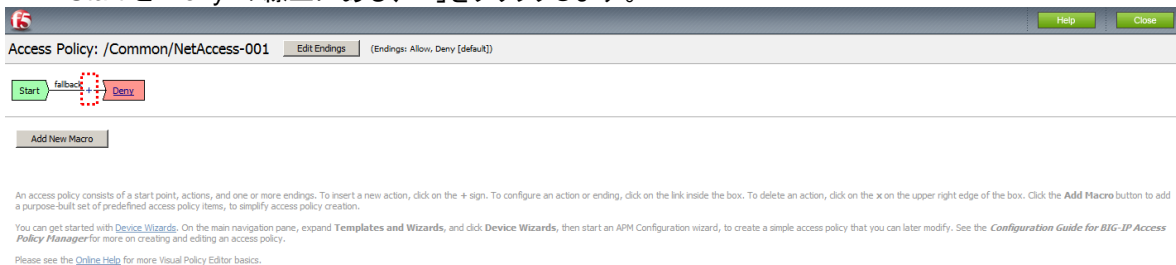 Help Close
Access Policy: /Common/NetAccess-001 Edit Endings (Endings: Allow, Deny [default])
Start fallback + Deny
Add New Macro
An access policy consists of a start point, actions, and one or more endings. To insert a new action, click on the + sign. To configure an action or ending, click on the link inside the box. To delete an action, click on the x on the upper right edge of the box. Click the Add Macro button to add
a purpose-built set of predefined access policy items, to simplify access policy creation.
You can get started with Device Wizards. On the main navigation pane, expand Templates and Wizards, and click Device Wizards, then start an APM Configuration wizard, to create a simple access policy that you can later modify. See the Configuration Guide for BIG-IP Access
Policy Manager for more on creating and editing an access policy.
Please see the Online Help for more Visual Policy Editor basics.